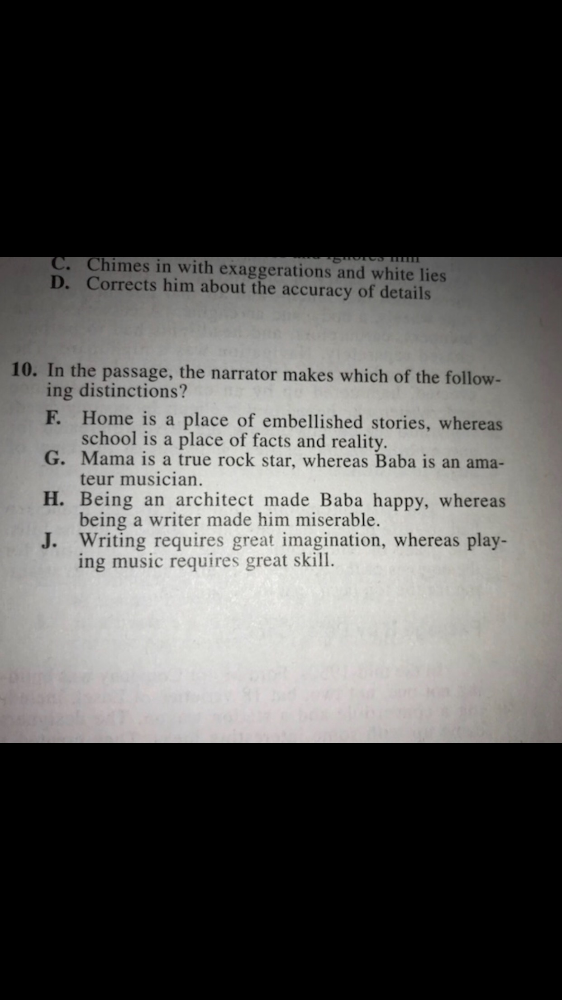 ignores him
C. Chimes in with exaggerations and white lies
D. Corrects him about the accuracy of details
10. In the passage, the narrator makes which of the follow-
ing distinctions?
F. Home is a place of embellished stories, whereas
school is a place of facts and reality.
G. Mama is a true rock star, whereas Baba is an ama-
teur musician.
H. Being an architect made Baba happy, whereas
being a writer made him miserable.
J. Writing requires great imagination, whereas play-
ing music requires great skill.